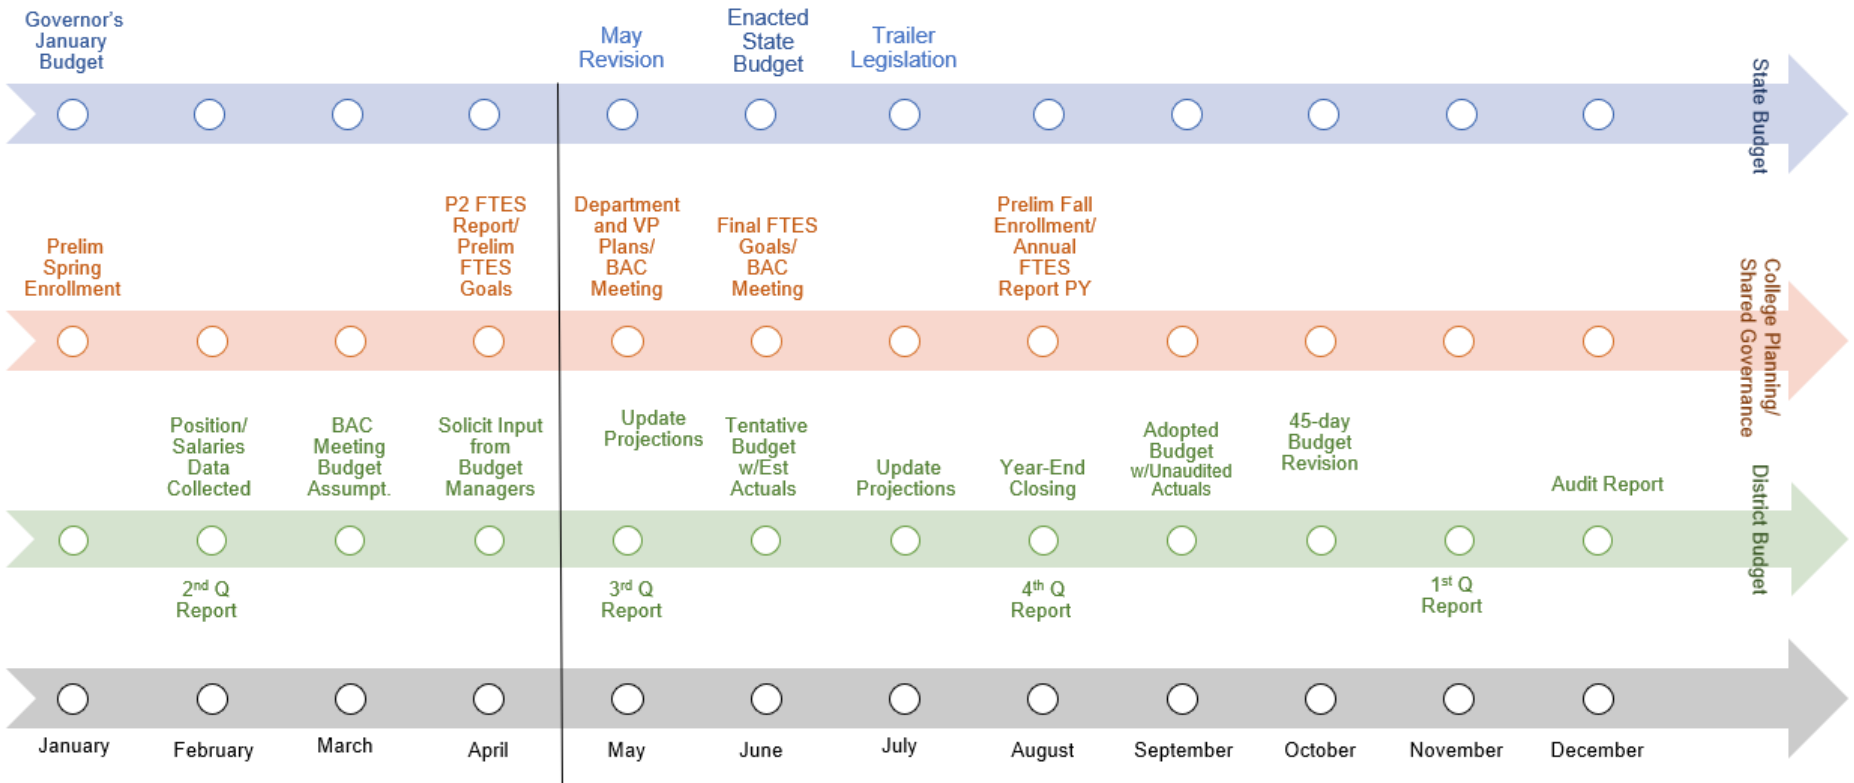 Governor's
January
Budget
May
Revision
Enacted
State
Budget
Trailer
Legislation
State Budget
Prelim
Spring
Enrollment
P2 FTES
Report/
Prelim
FTES
Goals
Department
and VP
Plans/
BAC
Meeting
Final FTES
Goals/
BAC
Meeting
Prelim Fall
Enrollment/
Annual
FTES
Report PY
College Planning/
Shared Governance
Position/
Salaries
Data
Collected
BAC
Meeting
Budget
Assumpt.
Solicit Input
from
Budget
Managers
Update
Projections
Tentative
Budget
w/Est
Actuals
Update
Projections
Year-End
Closing
Adopted
Budget
w/Unaudited
Actuals
45-day
Budget
Revision
Audit Report
District Budget
2nd Q
Report
3rd Q
Report
4th Q
Report
1st Q
Report
January
February
March
April
May
June
July
August
September
October
November
December